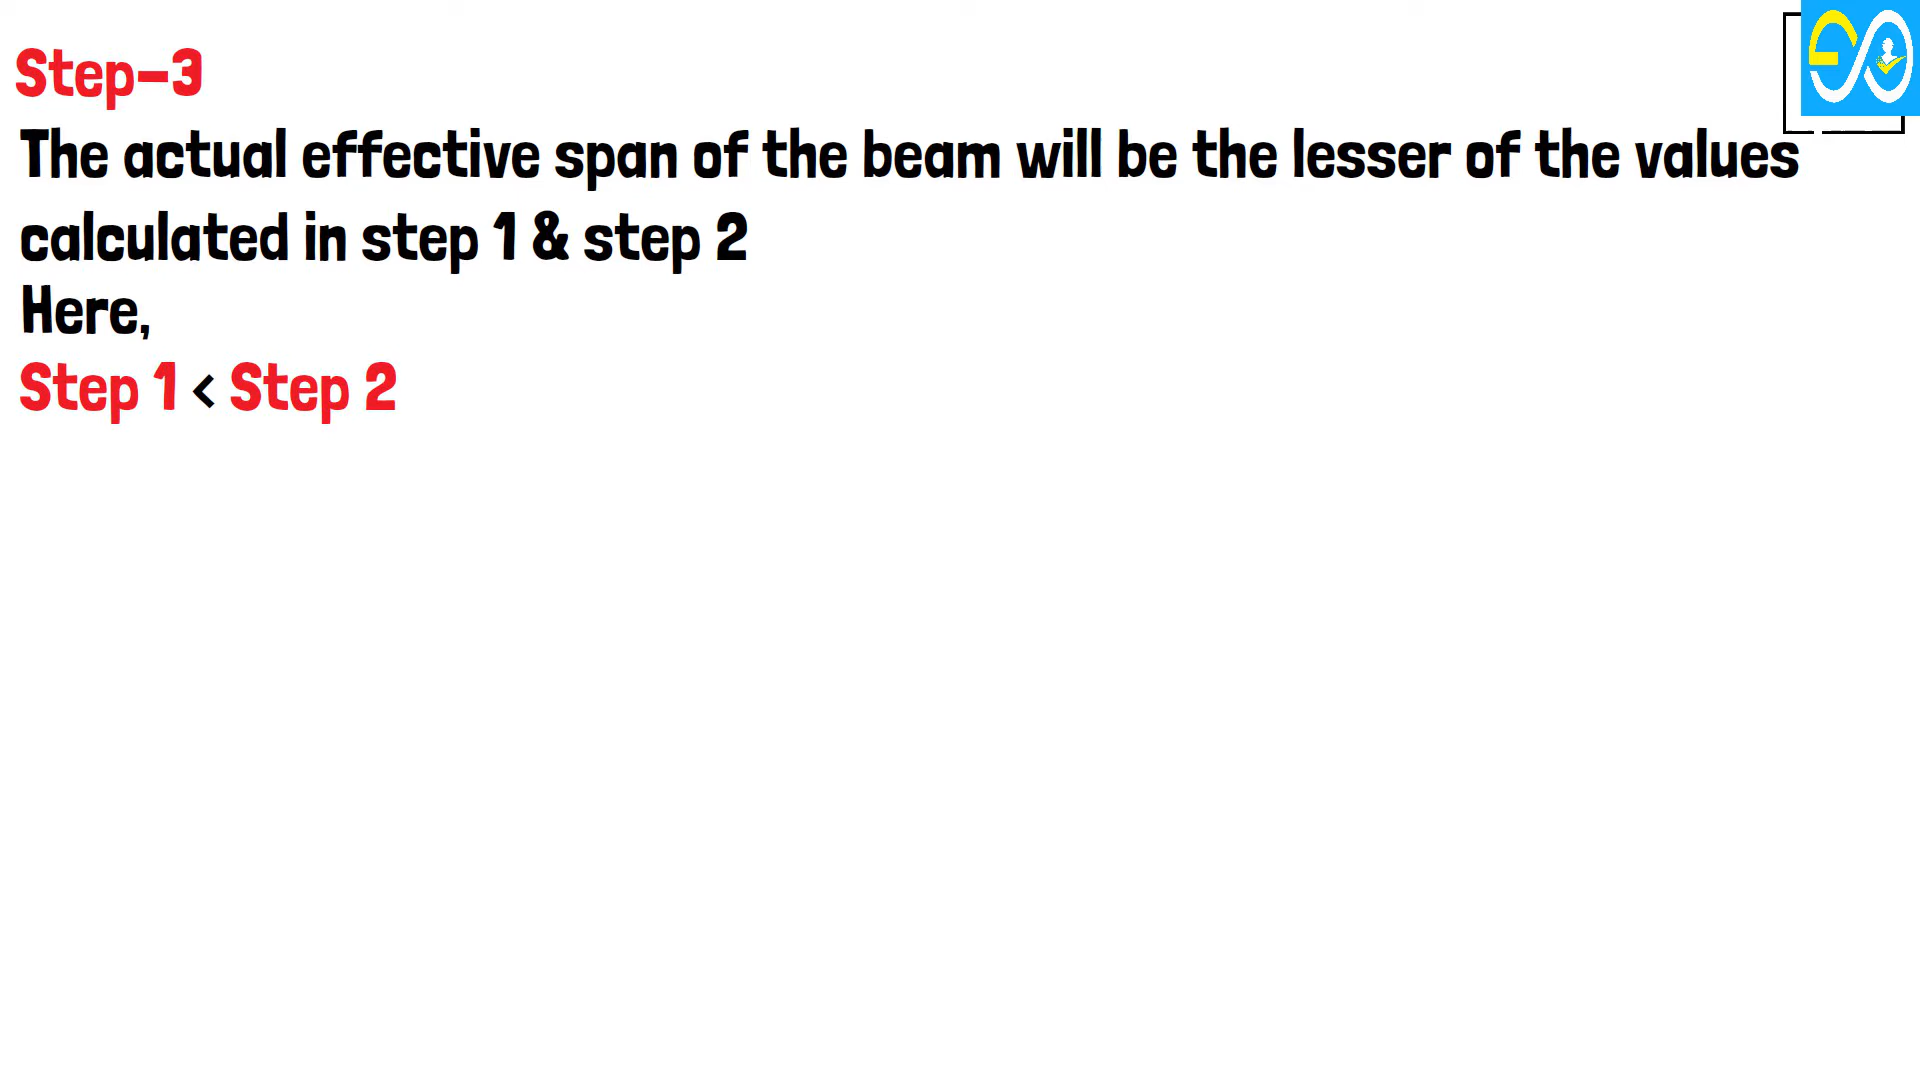 Step-3
The actual effective span of the beam will be the lesser of the values
calculated in step 1 & step 2
Here,
Step 1 < Step 2